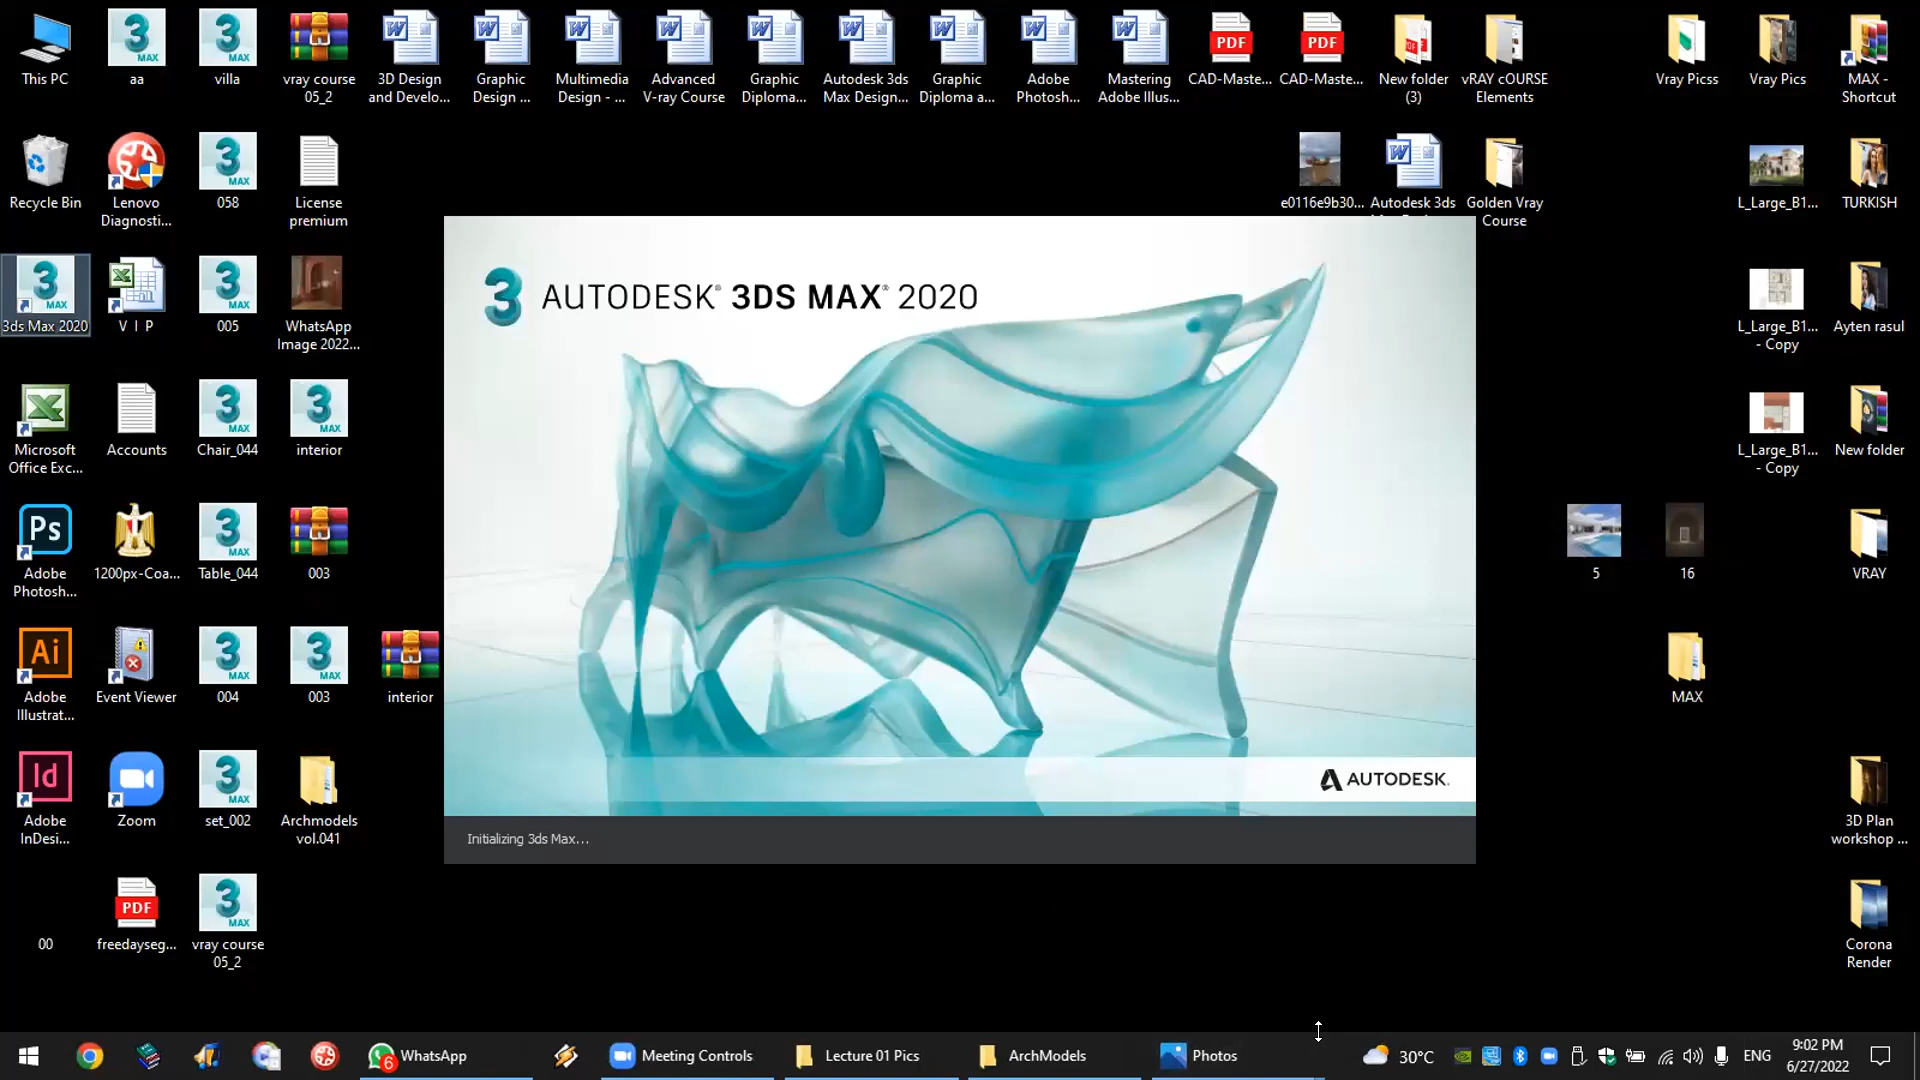 This PC
aa
villa
vray course
05_2
3D Design
and Develo...
Graphic
Design ...
Multimedia
Design - ...
Advanced
V-ray Course
Graphic
Diploma...
Autodesk 3ds
Max Design...
Graphic
Diploma a...
Adobe
Photosh...
Mastering
Adobe Illus...
CAD-Maste...
CAD-Maste...
New folder
(3)
vRAY cOURSE
Elements
Vray Picss
Vray Pics
MAX -
Shortcut
Recycle Bin
Lenovo
Diagnosti...
058
License
premium
e0116e9b30...
Autodesk 3ds
Golden Vray
Course
L_Large_B1...
TURKISH
3ds Max 2020
V I P
005
WhatsApp
Image 2022...
L_Large_B1...
- Copy
Ayten rasul
3 AUTODESK® 3DS MAX® 2020
Microsoft
Office Exc...
Accounts
Chair_044
interior
L_Large_B1...
- Copy
New folder
Adobe
Photosh...
1200px-Coa...
Table_044
003
5
16
VRAY
Adobe
Illustrat...
Event Viewer
004
003
interior
MAX
Adobe
InDesi...
Zoom
set_002
Archmodels
vol.041
AUTODESK.
3D Plan
workshop ...
Initializing 3ds Max...
00
freedayseg...
vray course
05_2
Corona
Render
6
WhatsApp
Meeting Controls
Lecture 01 Pics
ArchModels
Photos
30°C
ENG
9:02 PM
6/27/2022